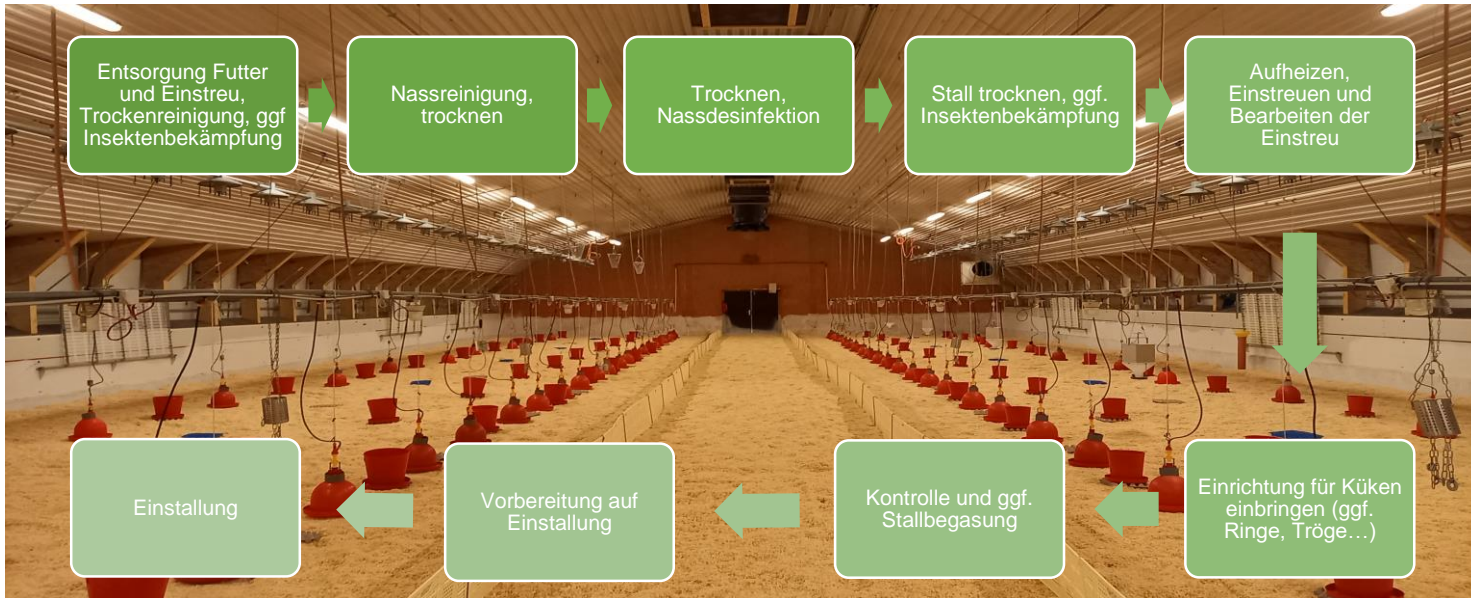 Entsorgung Futter
und Einstreu,
Trockenreinigung, ggf
Insektenbekämpfung
Nassreinigung,
trocknen
Trocknen,
Nassdesinfektion
Stall trocknen, ggf.
Insektenbekämpfung
Aufheizen,
Einstreuen und
Bearbeiten der
Einstreu
Einrichtung für Küken
einbringen (ggf.
Ringe, Tröge…)
Kontrolle und ggf.
Stallbegasung
Vorbereitung auf
Einstallung
Einstallung